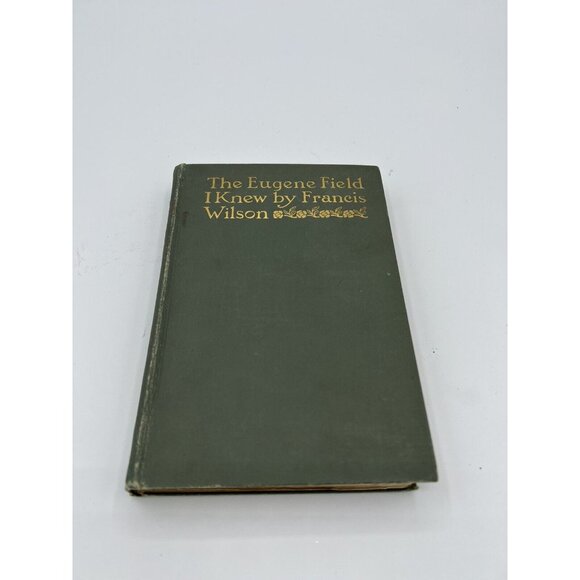 The Eugene Field
I Knew by Francis
Wilson